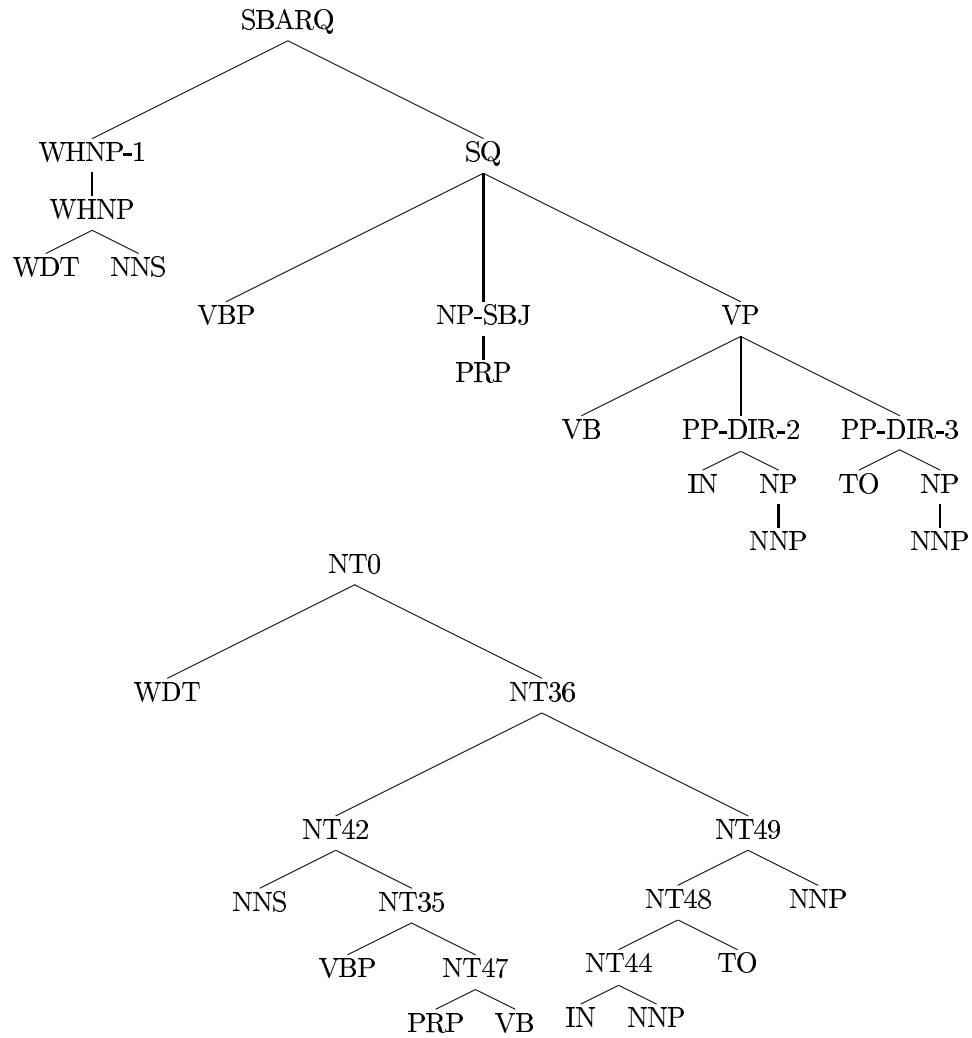 SBARQ
WHNP-1 SQ
WHNP
WDT NNS
VBP NP-SBJ VP
PRP
VB PP-DIR-2 PP-DIR-3
IN NP TO NP
NNP NNP
NT0
WDT NT36
NT42 NT49
NNS NT35 NT48 NNP
VBP NT47 NT44 TO
PRP VB IN NNP